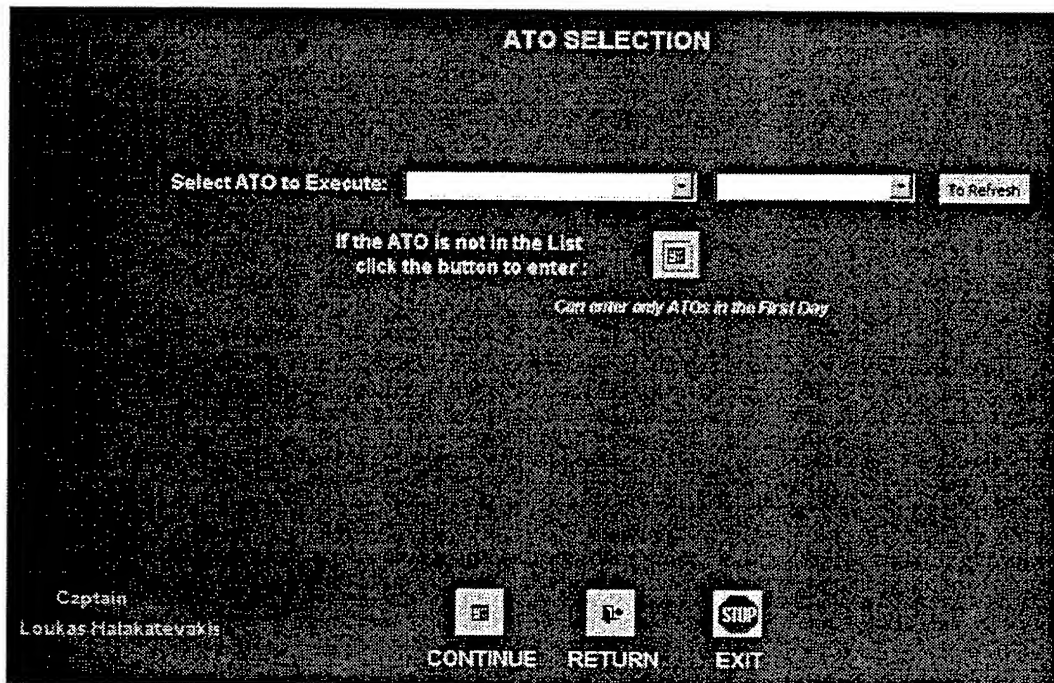 ATO SELECTION
Select ATO to Execute:
To Refresh
If the ATO is not in the List
click the button to enter :
Can enter only ATOs in the First Day
Captain
Loukas Halakatevakis
STOP
CONTINUE RETURN EXIT